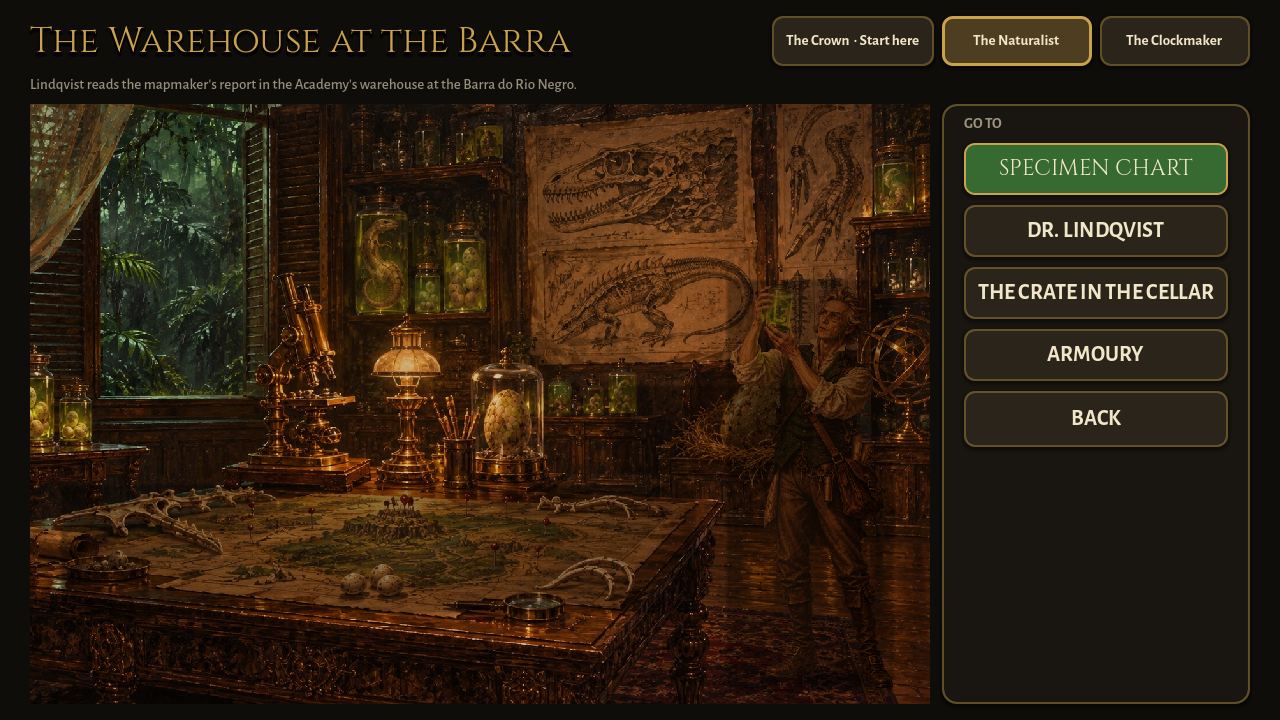 The Warehouse at the Barra
The Crown · Start here
The Naturalist
The Clockmaker
Lindqvist reads the mapmaker's report in the Academy's warehouse at the Barra do Rio Negro.
GO TO
SPECIMEN CHART
DR. LINDQVIST
THE CRATE IN THE CELLAR
ARMOURY
BACK